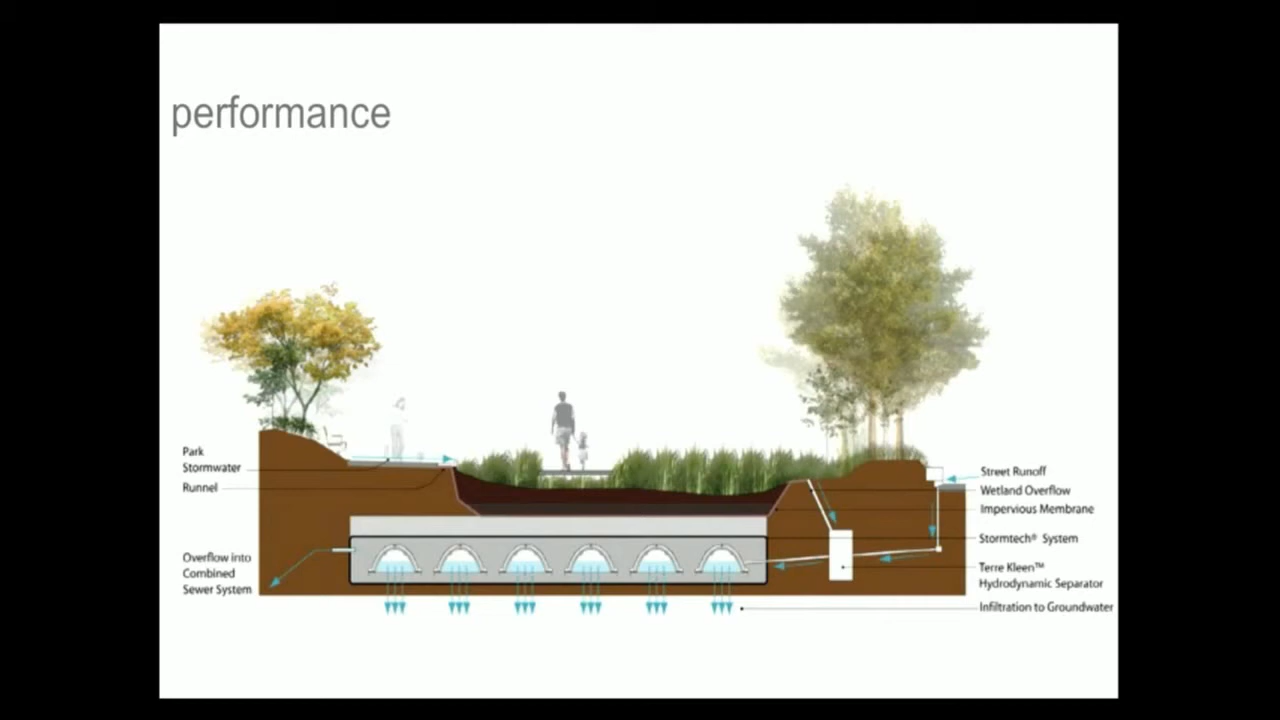 performance
Park
Stormwater
Runnel
Overflow into
Combined
Sewer System
Street Runoff
Wetland Overflow
Impervious Membrane
Stormtech® System
Terre Kleen™
Hydrodynamic Separator
Infiltration to Groundwater